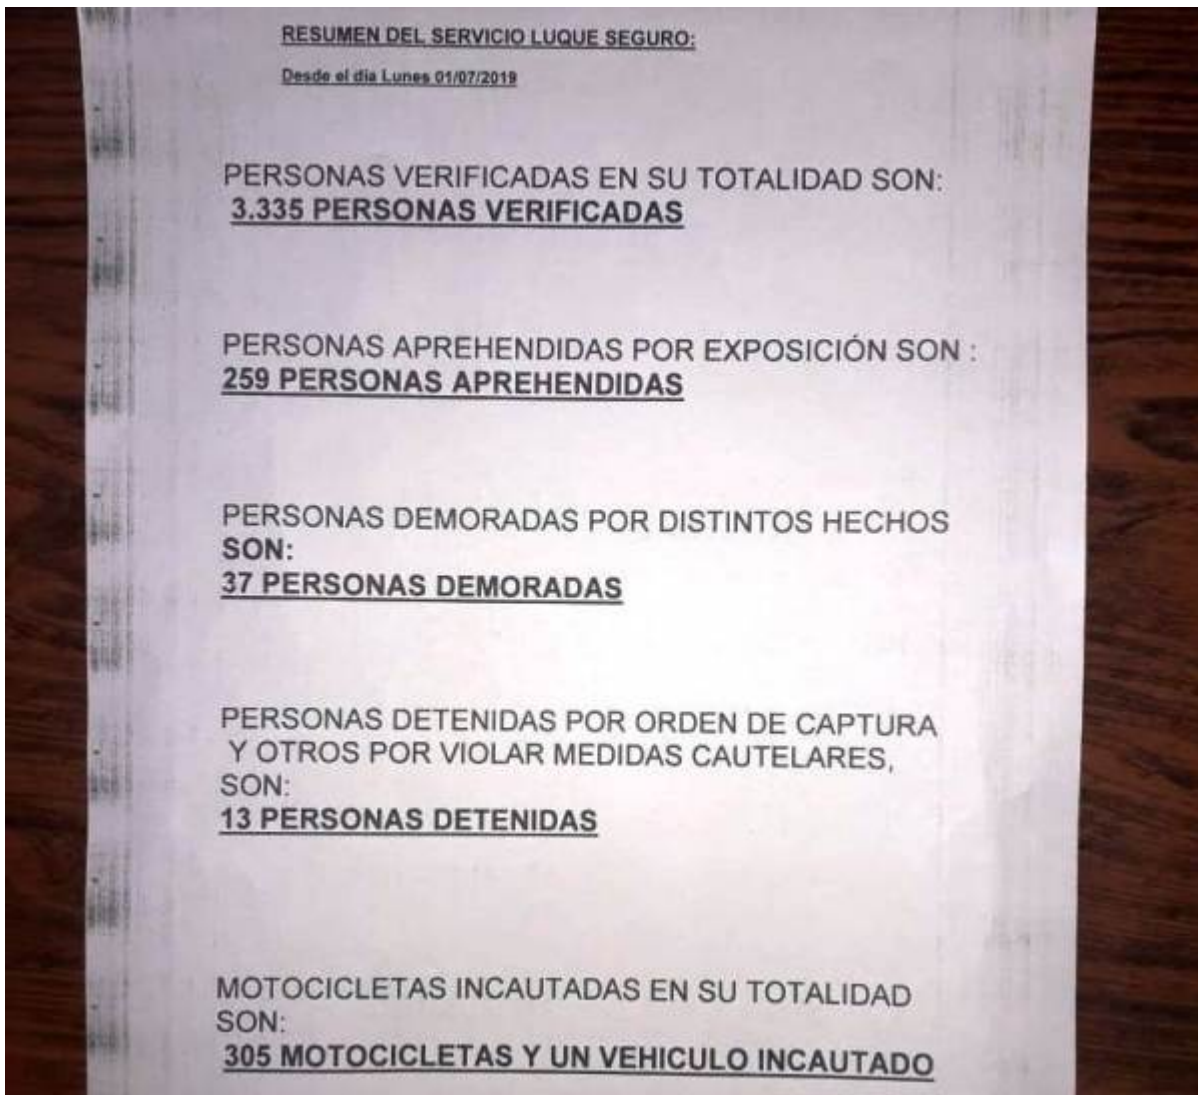 RESUMEN DEL SERVICIO LUQUE SEGURO:
Desde el dia Lunes 01/07/2019
PERSONAS VERIFICADAS EN SU TOTALIDAD SON:
3.335 PERSONAS VERIFICADAS
PERSONAS APREHENDIDAS POR EXPOSICIÓN SON :
259 PERSONAS APREHENDIDAS
PERSONAS DEMORADAS POR DISTINTOS HECHOS
SON:
37 PERSONAS DEMORADAS
PERSONAS DETENIDAS POR ORDEN DE CAPTURA
Y OTROS POR VIOLAR MEDIDAS CAUTELARES,
SON:
13 PERSONAS DETENIDAS
MOTOCICLETAS INCAUTADAS EN SU TOTALIDAD
SON:
305 MOTOCICLETAS Y UN VEHICULO INCAUTADO